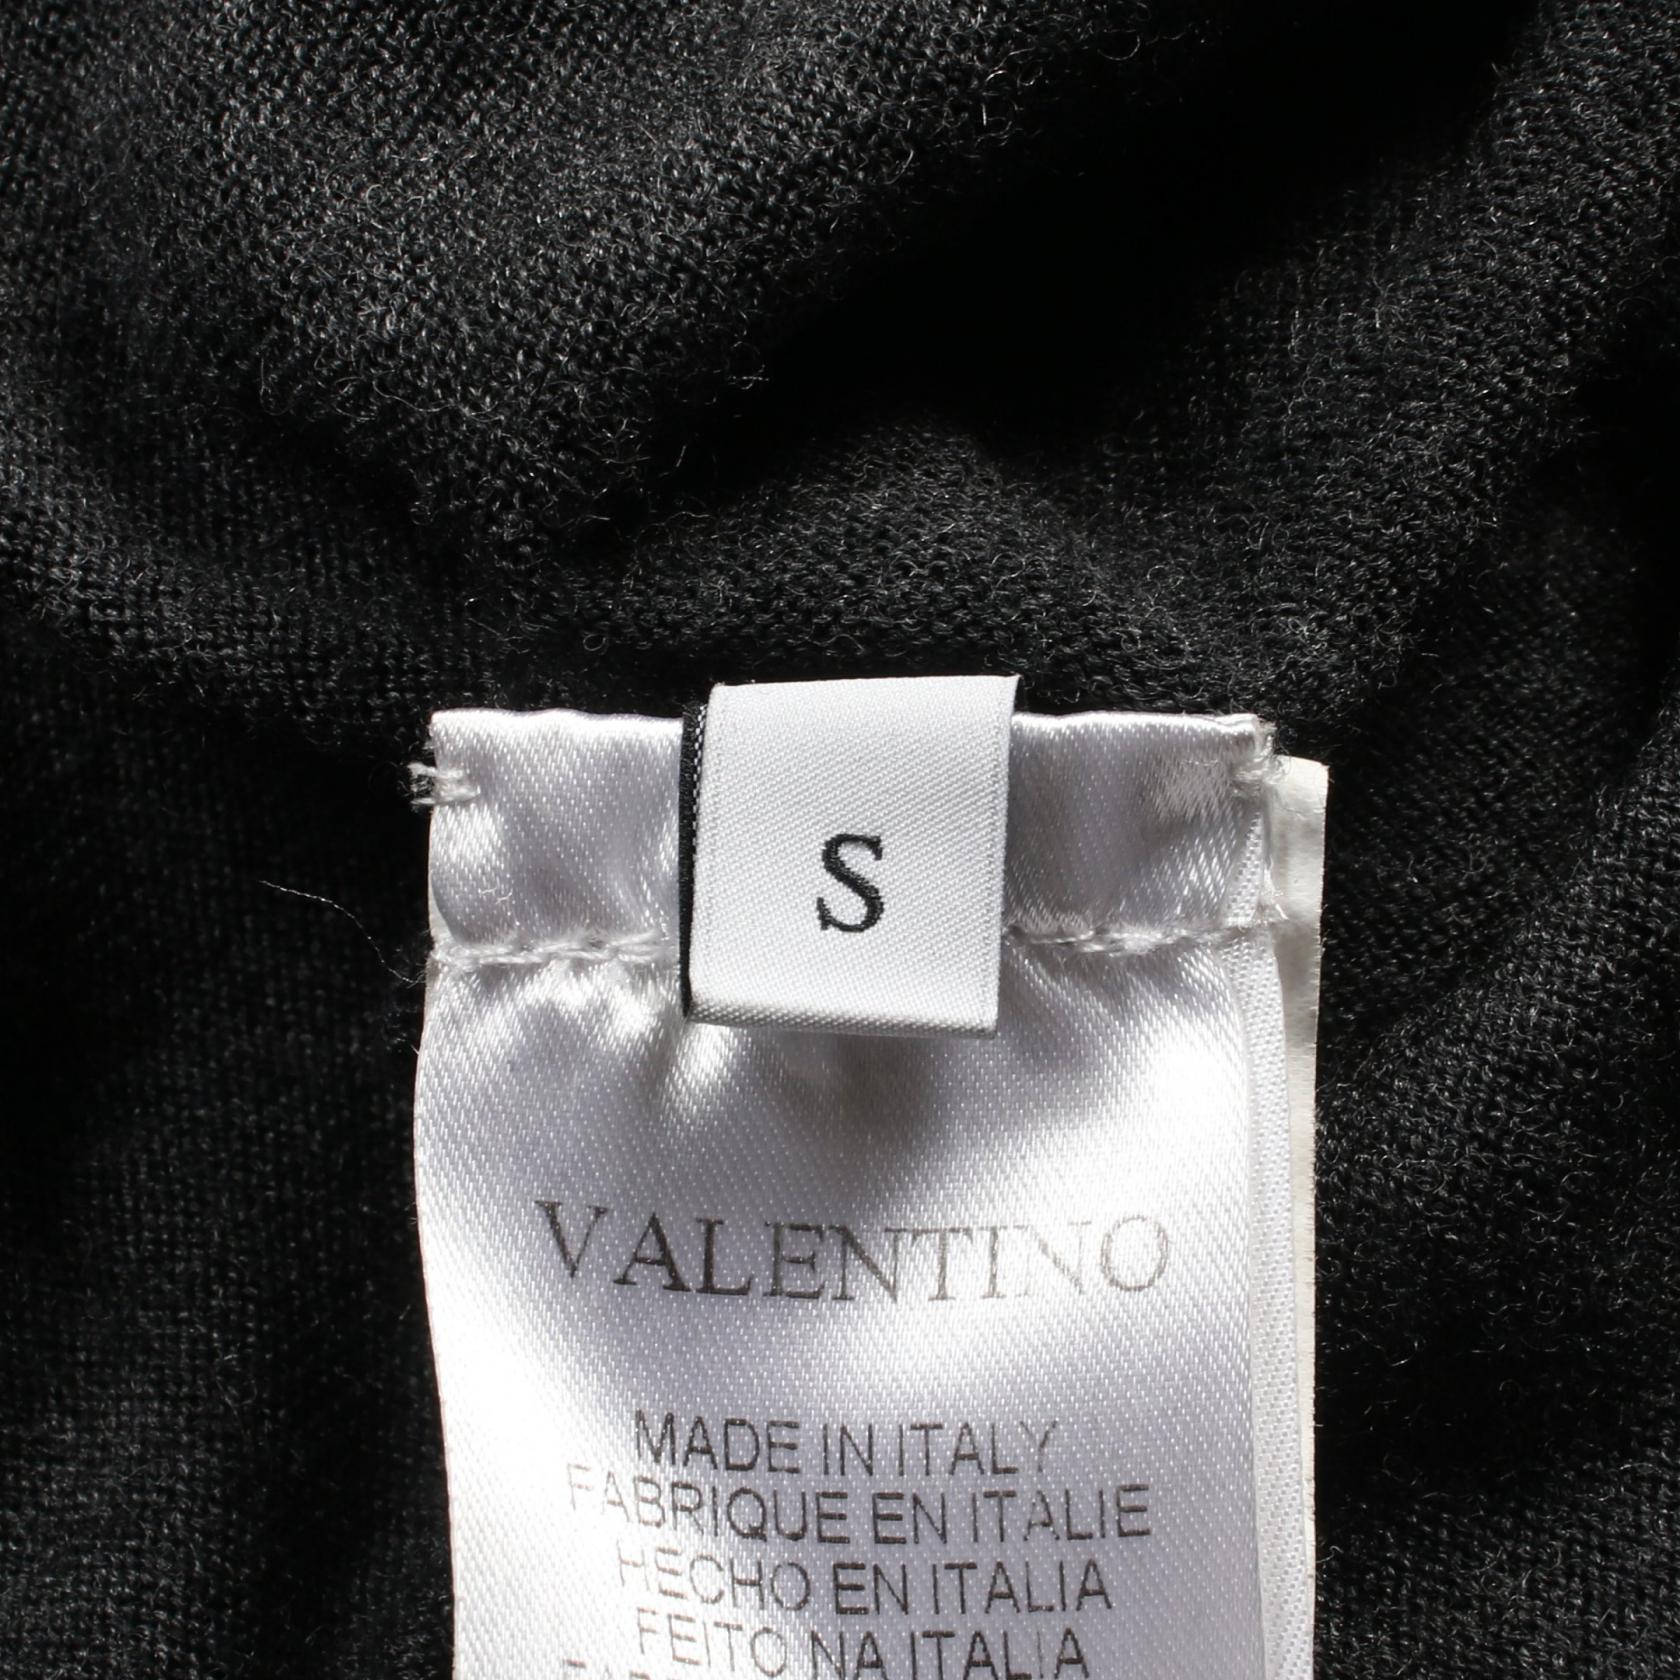 S
VALENTINO
MADE IN ITALY
FABRIQUE EN ITALIE
HECHO EN ITALIA
FEITO NA ITALIA